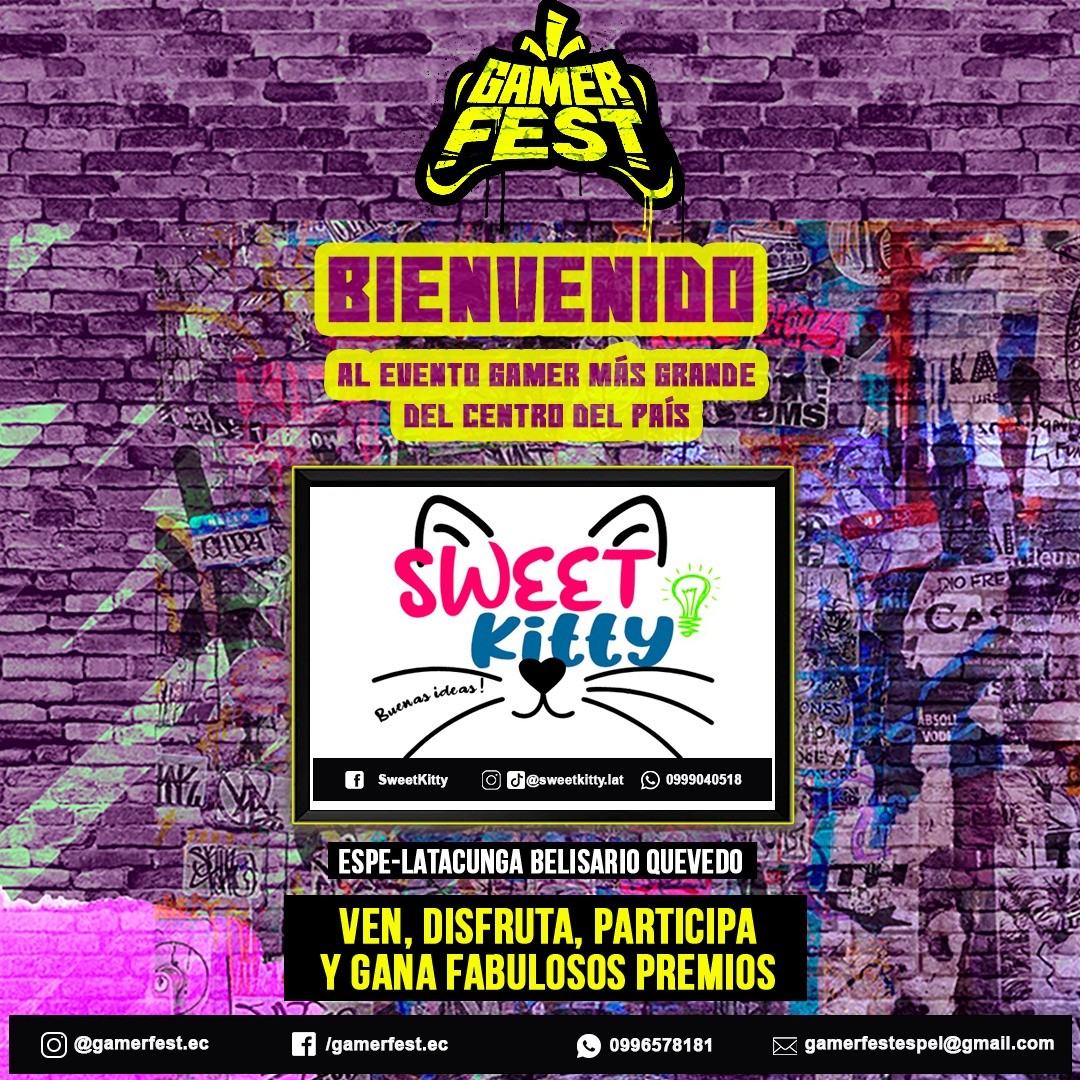 GAMER
FEST
BIENVENIDO
AL EVENTO GAMER MÁS GRANDE
DEL CENTRO DEL PAÍS
SWEET
Kitty
Buenas ideas!
SweetKitty @sweetkitty.lat 0999040518
ESPE-LATACUNGA BELISARIO QUEVEDO
VEN, DISFRUTA, PARTICIPA
Y GANA FABULOSOS PREMIOS
@gamerfest.ec /gamerfest.ec 0996578181 gamerfestespel@gmail.com